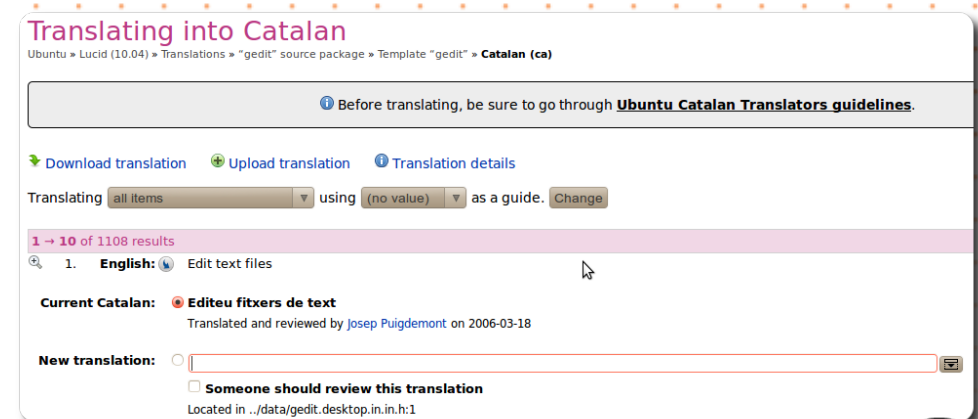 Translating into Catalan
Ubuntu » Lucid (10.04) » Translations » “gedit” source package » Template “gedit” » Catalan (ca)
Before translating, be sure to go through Ubuntu Catalan Translators guidelines.
Download translation Upload translation Translation details
Translating all items using (no value) as a guide. Change
1 → 10 of 1108 results
1. English: Edit text files
Current Catalan: Editeu fitxers de text
Translated and reviewed by Josep Puigdemont on 2006-03-18
New translation:
Someone should review this translation
Located in ../data/gedit.desktop.in.in.h:1